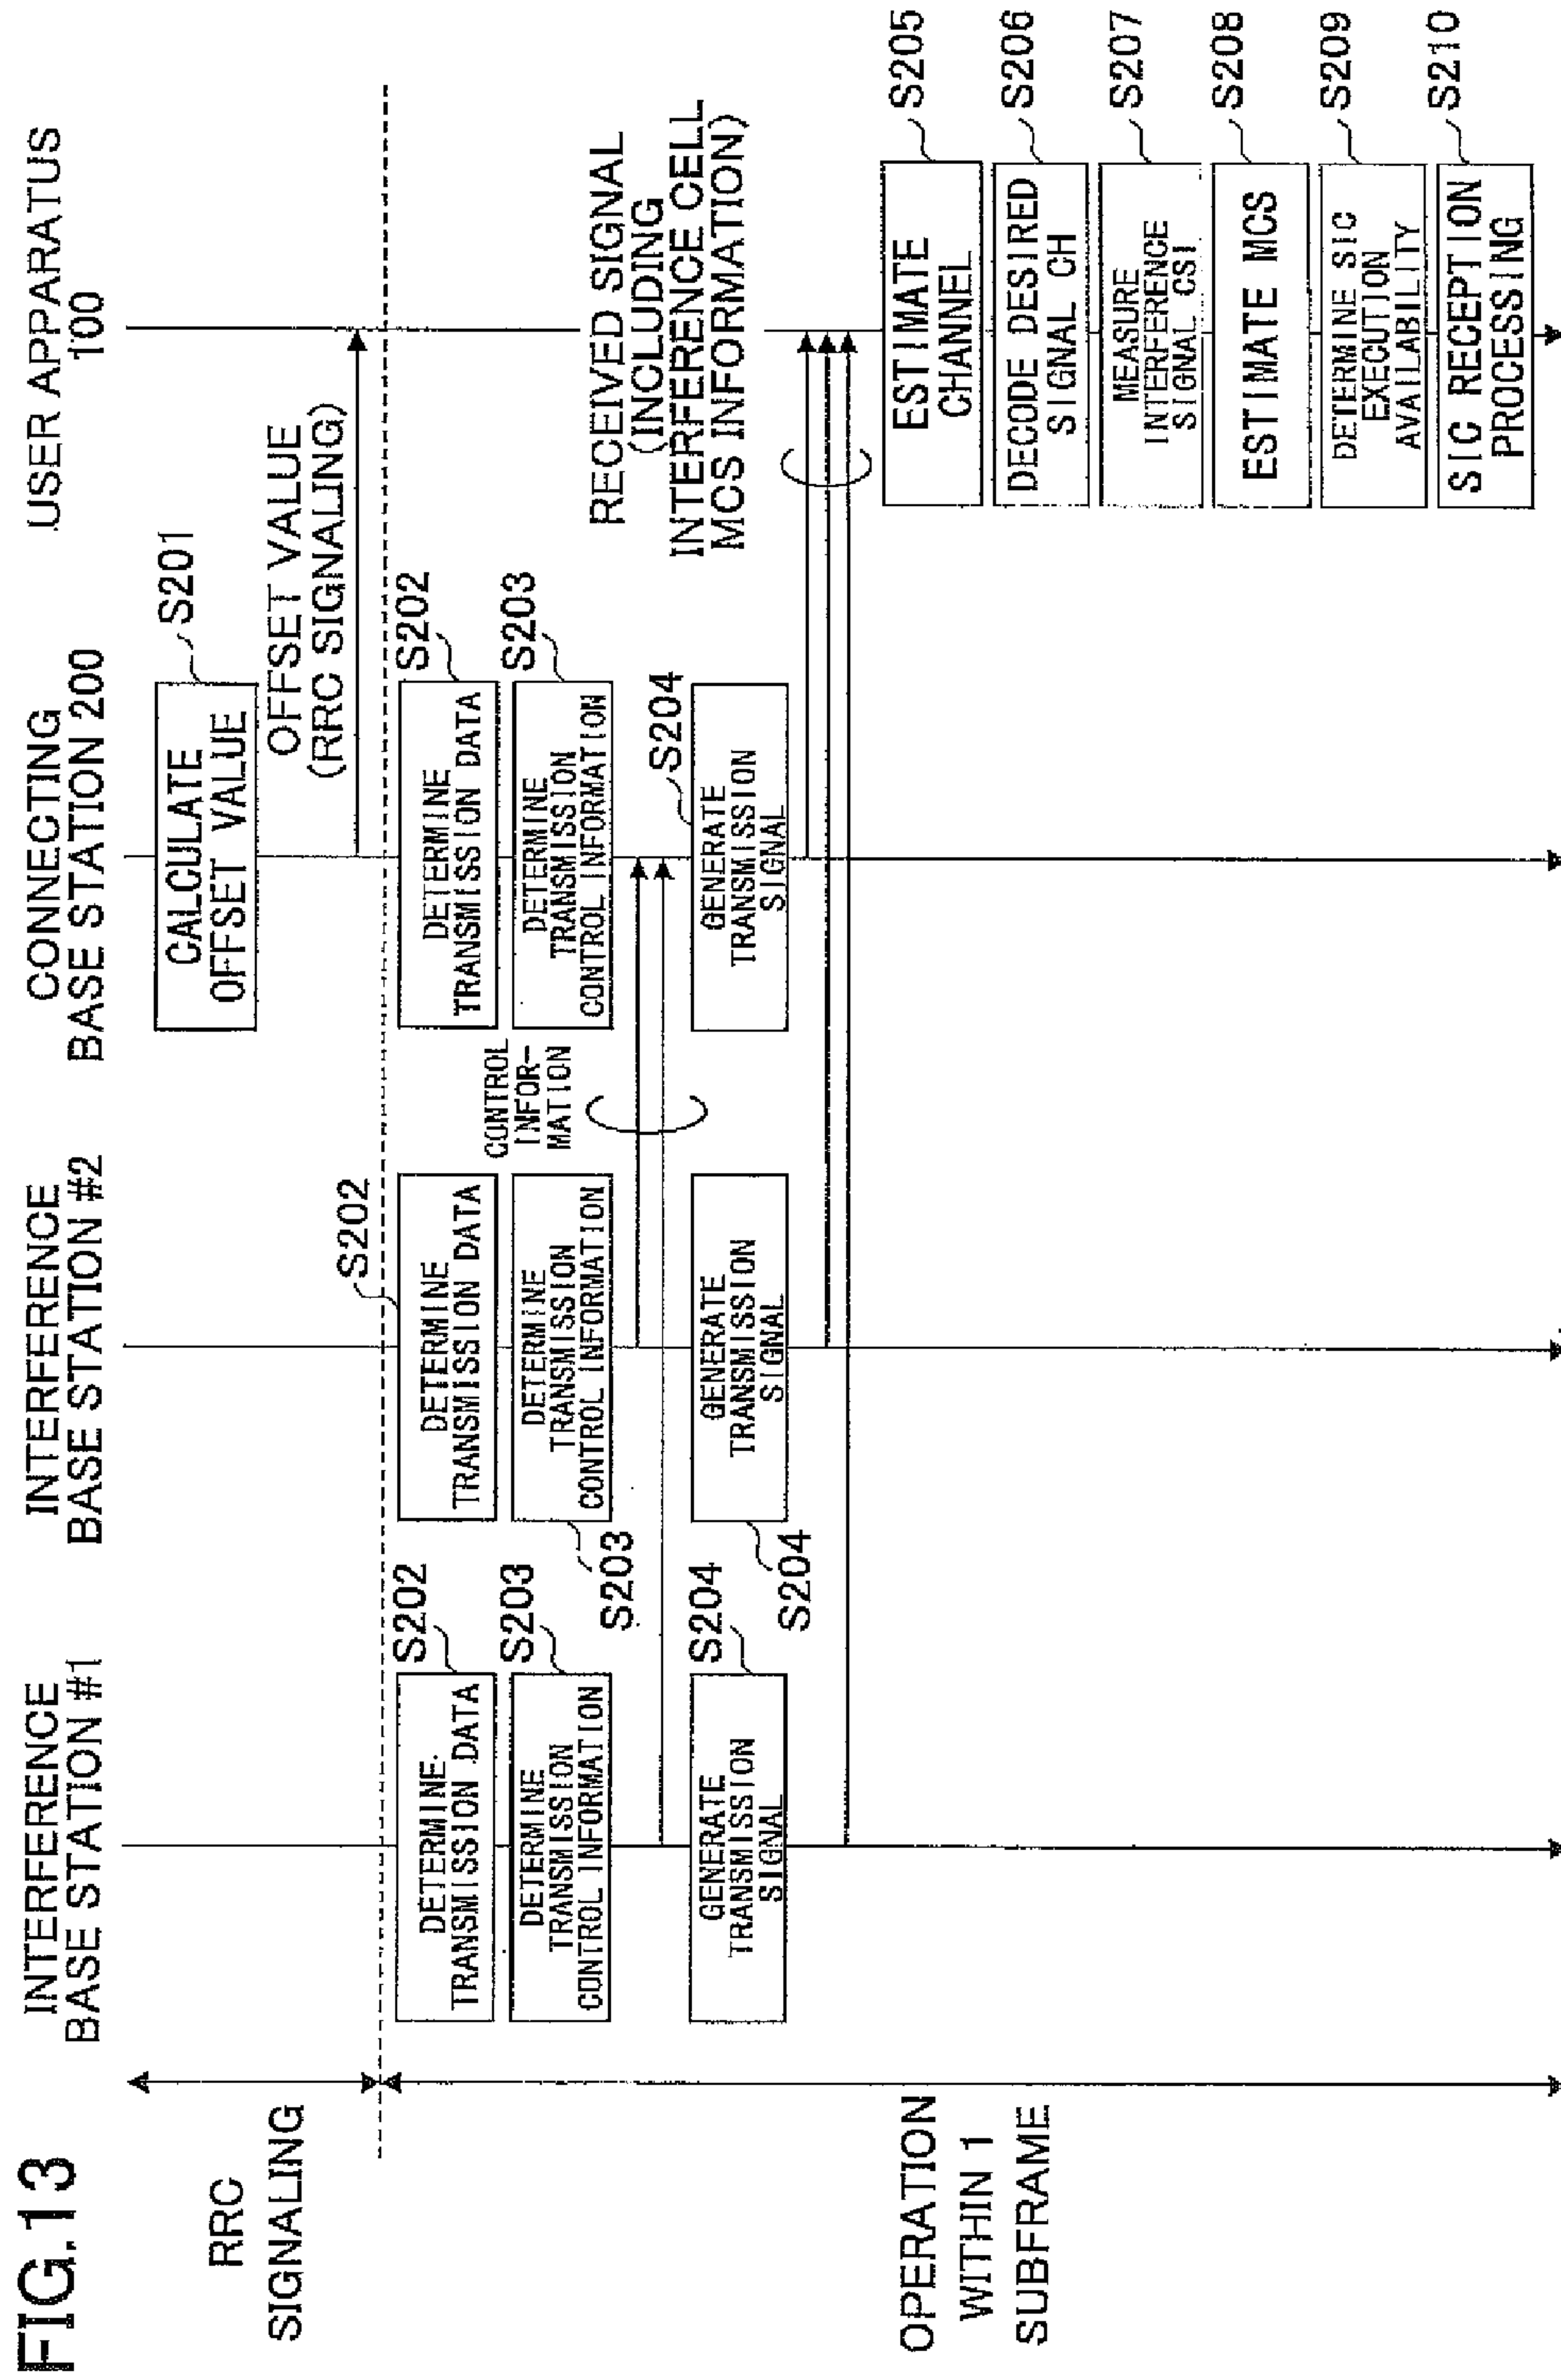 FIG.13
INTERFERENCE
BASE STATION #1
INTERFERENCE
BASE STATION #2
CONNECTING
BASE STATION 200
USER APPARATUS
100
RRC
SIGNALING
CALCULATE
OFFSET VALUE
S201
OFFSET VALUE
(RRC SIGNALING)
OPERATION
WITHIN 1
SUBFRAME
DETERMINE
TRANSMISSION DATA
S202
DETERMINE
TRANSMISSION DATA
S202
DETERMINE
TRANSMISSION DATA
S202
DETERMINE
TRANSMISSION
CONTROL INFORMATION
S203
DETERMINE
TRANSMISSION
CONTROL INFORMATION
S203
DETERMINE
TRANSMISSION
CONTROL INFORMATION
S203
CONTROL
INFOR-
MATION
GENERATE
TRANSMISSION
SIGNAL
S204
GENERATE
TRANSMISSION
SIGNAL
S204
GENERATE
TRANSMISSION
SIGNAL
S204
RECEIVED SIGNAL
(INCLUDING
INTERFERENCE CELL
MCS INFORMATION)
ESTIMATE
CHANNEL
S205
DECODE DESIRED
SIGNAL CH
S206
MEASURE
INTERFERENCE
SIGNAL CSI
S207
ESTIMATE MCS
S208
DETERMINE SIC
EXECUTION
AVAILABILITY
S209
SIC RECEPTION
PROCESSING
S210